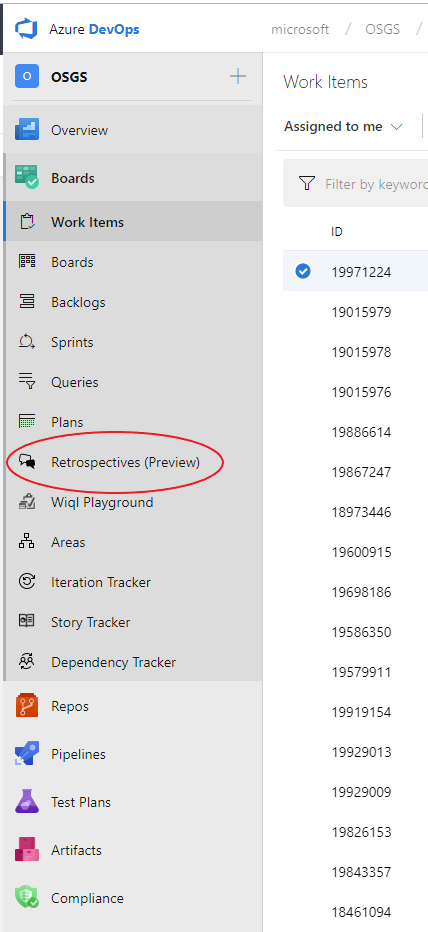 Azure DevOps
microsoft / OSGS /
O OSGS
Work Items
Overview
Assigned to me
Boards
Filter by keyword
Work Items
ID
Boards
19971224
Backlogs
19015979
Sprints
19015978
Queries
19015976
Plans
19886614
Retrospectives (Preview)
19867247
Wiql Playground
18973446
Areas
19600915
Iteration Tracker
19698186
Story Tracker
19586350
Dependency Tracker
19579911
Repos
19919154
Pipelines
19929013
19929009
Test Plans
19826153
Artifacts
19843357
Compliance
18461094